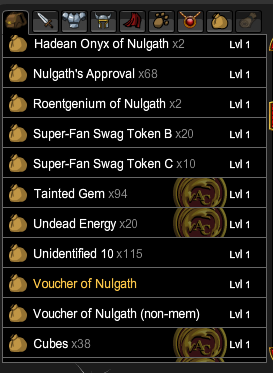 Hadean Onyx of Nulgath x2 Lvl 1
Nulgath's Approval x68 Lvl 1
Roentgenium of Nulgath x2 Lvl 1
Super-Fan Swag Token B x20 Lvl 1
Super-Fan Swag Token C x10 Lvl 1
Tainted Gem x94 AC Lvl 1
Undead Energy x20 AC Lvl 1
Unidentified 10 x115 Lvl 1
Voucher of Nulgath Lvl 1
Voucher of Nulgath (non-mem) Lvl 1
Cubes x38 AC Lvl 1